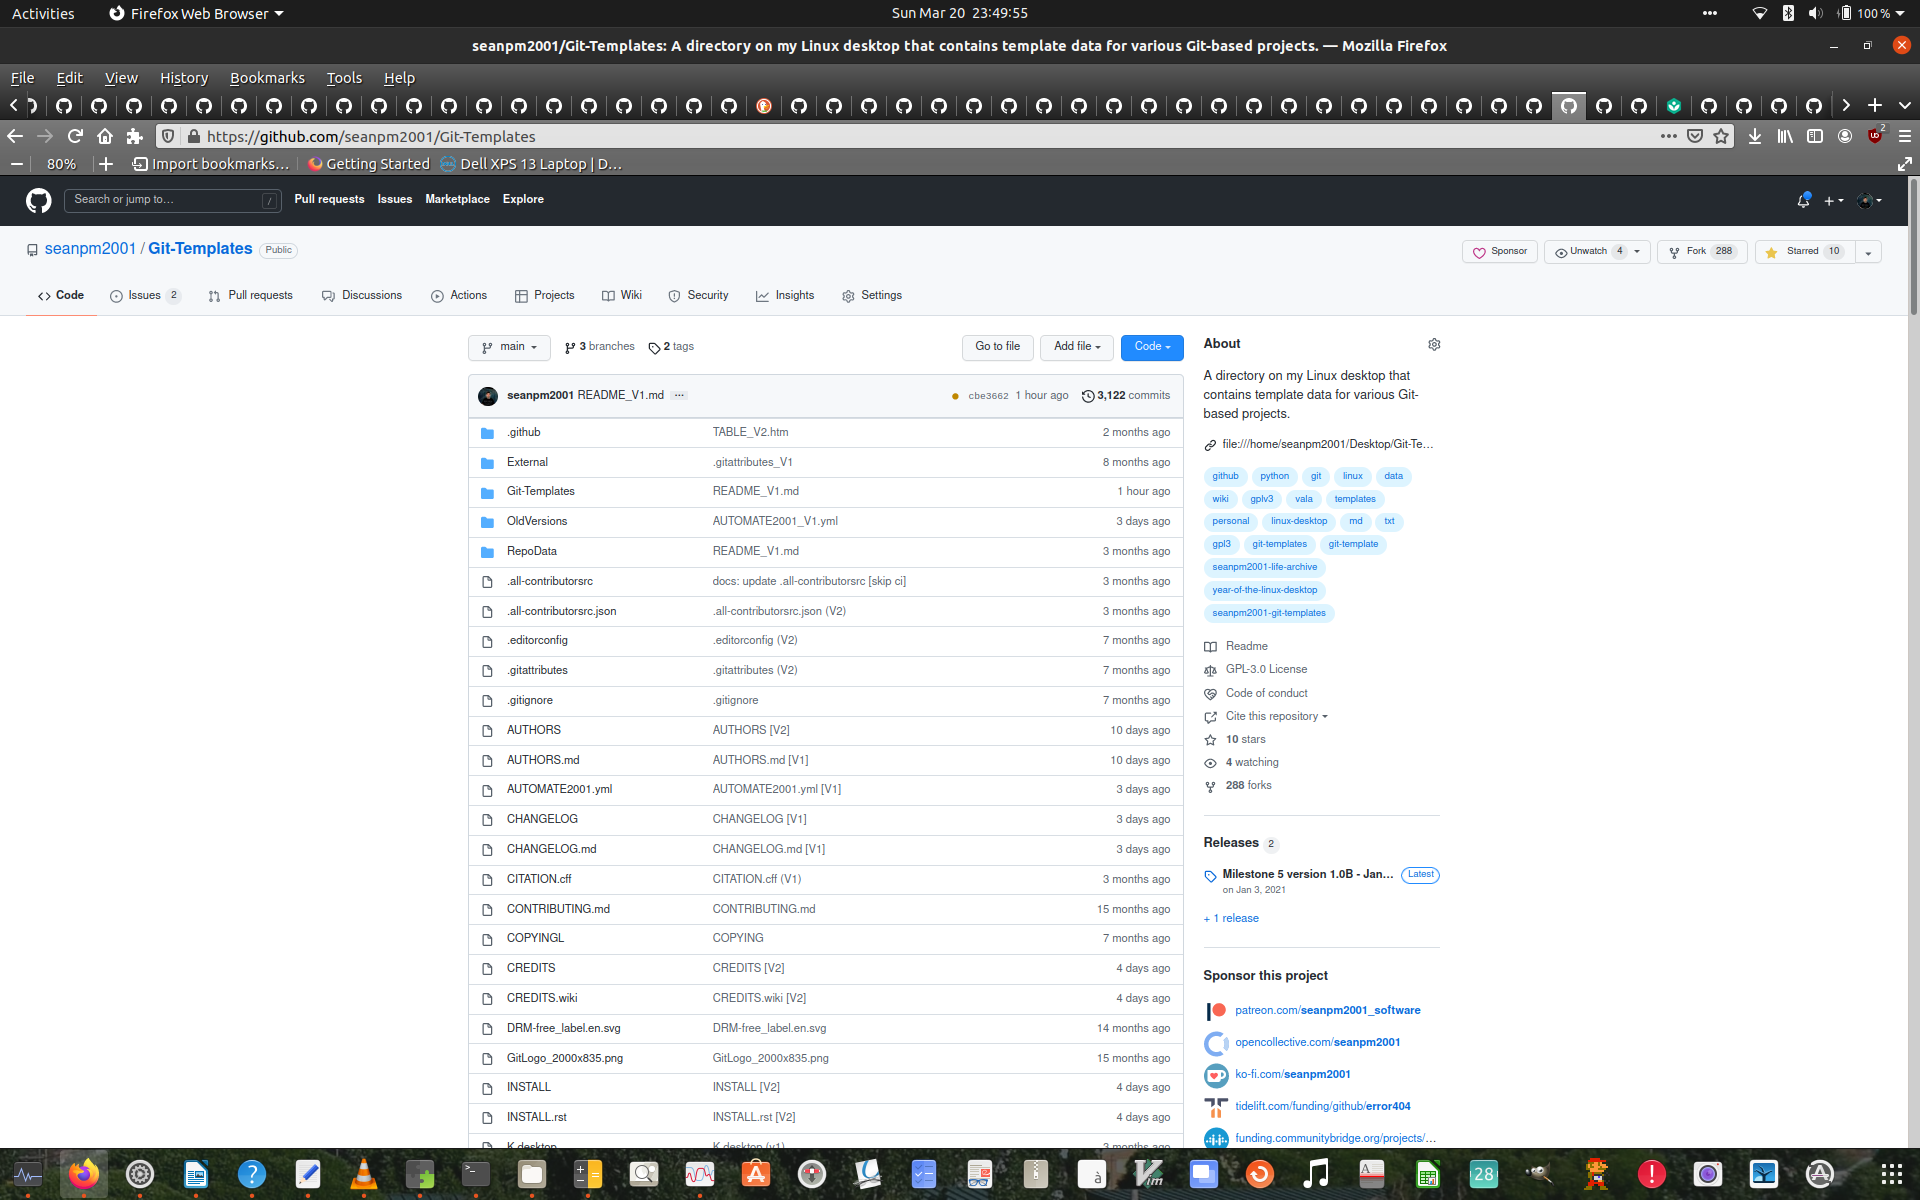 Activities Firefox Web Browser Sun Mar 20 23:49:55 100 %
seanpm2001/Git-Templates: A directory on my Linux desktop that contains template data for various Git-based projects. — Mozilla Firefox
File Edit View History Bookmarks Tools Help
https://github.com/seanpm2001/Git-Templates 2
80% Import bookmarks... Getting Started Dell XPS 13 Laptop | D...
Search or jump to... / Pull requests Issues Marketplace Explore
seanpm2001 / Git-Templates Public Sponsor Unwatch 4 Fork 288 Starred 10
Code Issues 2 Pull requests Discussions Actions Projects Wiki Security Insights Settings
main 3 branches 2 tags Go to file Add file Code
seanpm2001 README_V1.md ... cbe3662 1 hour ago 3,122 commits
.github TABLE_V2.htm 2 months ago
External .gitattributes_V1 8 months ago
Git-Templates README_V1.md 1 hour ago
OldVersions AUTOMATE2001_V1.yml 3 days ago
RepoData README_V1.md 3 months ago
.all-contributorsrc docs: update .all-contributorsrc [skip ci] 3 months ago
.all-contributorsrc.json .all-contributorsrc.json (V2) 3 months ago
.editorconfig .editorconfig (V2) 7 months ago
.gitattributes .gitattributes (V2) 7 months ago
.gitignore .gitignore 7 months ago
AUTHORS AUTHORS [V2] 10 days ago
AUTHORS.md AUTHORS.md [V1] 10 days ago
AUTOMATE2001.yml AUTOMATE2001.yml [V1] 3 days ago
CHANGELOG CHANGELOG [V1] 3 days ago
CHANGELOG.md CHANGELOG.md [V1] 3 days ago
CITATION.cff CITATION.cff (V1) 3 months ago
CONTRIBUTING.md CONTRIBUTING.md 15 months ago
COPYINGL COPYING 7 months ago
CREDITS CREDITS [V2] 4 days ago
CREDITS.wiki CREDITS.wiki [V2] 4 days ago
DRM-free_label.en.svg DRM-free_label.en.svg 14 months ago
GitLogo_2000x835.png GitLogo_2000x835.png 15 months ago
INSTALL INSTALL [V2] 4 days ago
INSTALL.rst INSTALL.rst [V2] 4 days ago
K.desktop K.desktop (v1) 3 months ago
About
A directory on my Linux desktop that
contains template data for various Git-
based projects.
file:///home/seanpm2001/Desktop/Git-Te...
github python git linux data
wiki gplv3 vala templates
personal linux-desktop md txt
gpl3 git-templates git-template
seanpm2001-life-archive
year-of-the-linux-desktop
seanpm2001-git-templates
Readme
GPL-3.0 License
Code of conduct
Cite this repository
10 stars
4 watching
288 forks
Releases 2
Milestone 5 version 1.0B - Jan... Latest
on Jan 3, 2021
+ 1 release
Sponsor this project
patreon.com/seanpm2001_software
opencollective.com/seanpm2001
ko-fi.com/seanpm2001
tidelift.com/funding/github/error404
funding.communitybridge.org/projects/...
28